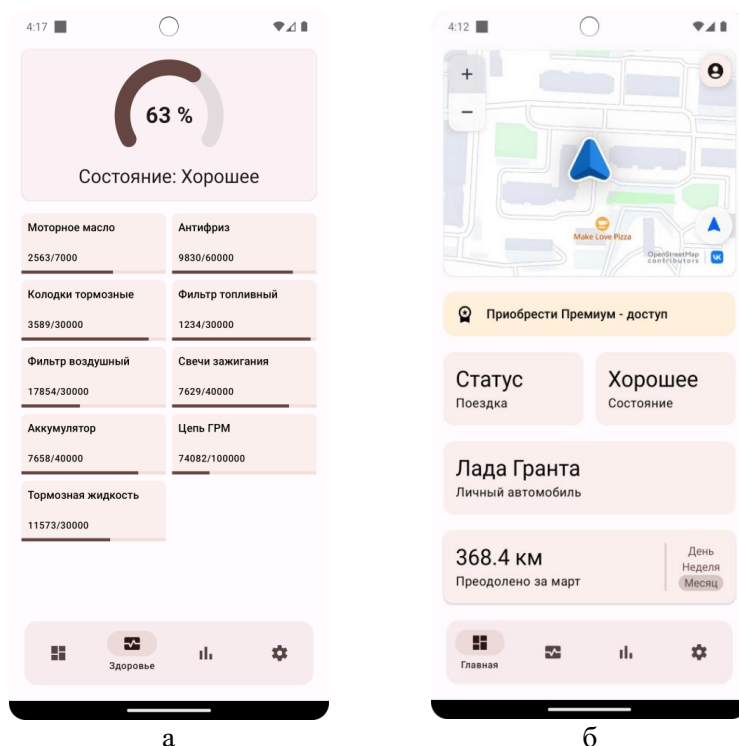 4:17
63 %
Состояние: Хорошее
Моторное масло
2563/7000
Антифриз
9830/60000
Колодки тормозные
3589/30000
Фильтр топливный
1234/30000
Фильтр воздушный
17854/30000
Свечи зажигания
7629/40000
Аккумулятор
7658/40000
Цепь ГРМ
74082/100000
Тормозная жидкость
11573/30000
Здоровье
а
4:12
+
−
Make Love Pizza
OpenStreetMap
contributors
Приобрести Премиум - доступ
Статус
Поездка
Хорошее
Состояние
Лада Гранта
Личный автомобиль
368.4 км
Преодолено за март
День
Неделя
Месяц
Главная
б